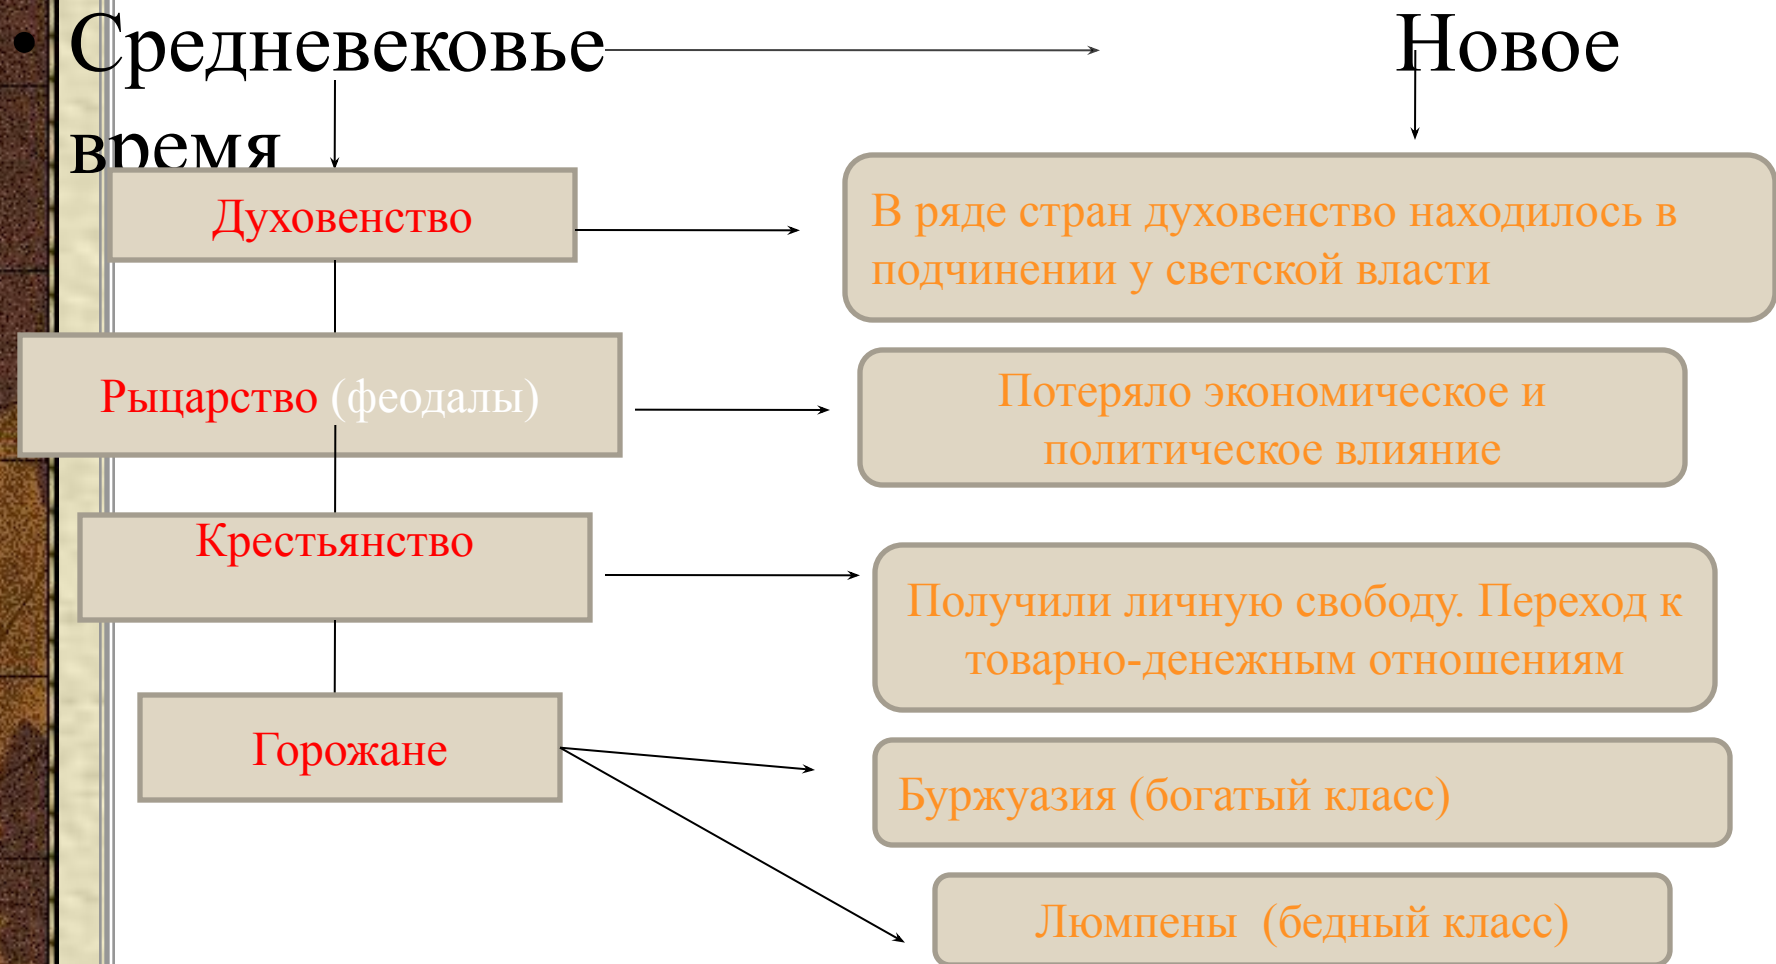 • Средневековье Новое
время
Духовенство
В ряде стран духовенство находилось в
подчинении у светской власти
Рыцарство (феодалы)
Потеряло экономическое и
политическое влияние
Крестьянство
Получили личную свободу. Переход к
товарно-денежным отношениям
Горожане
Буржуазия (богатый класс)
Люмпены (бедный класс)